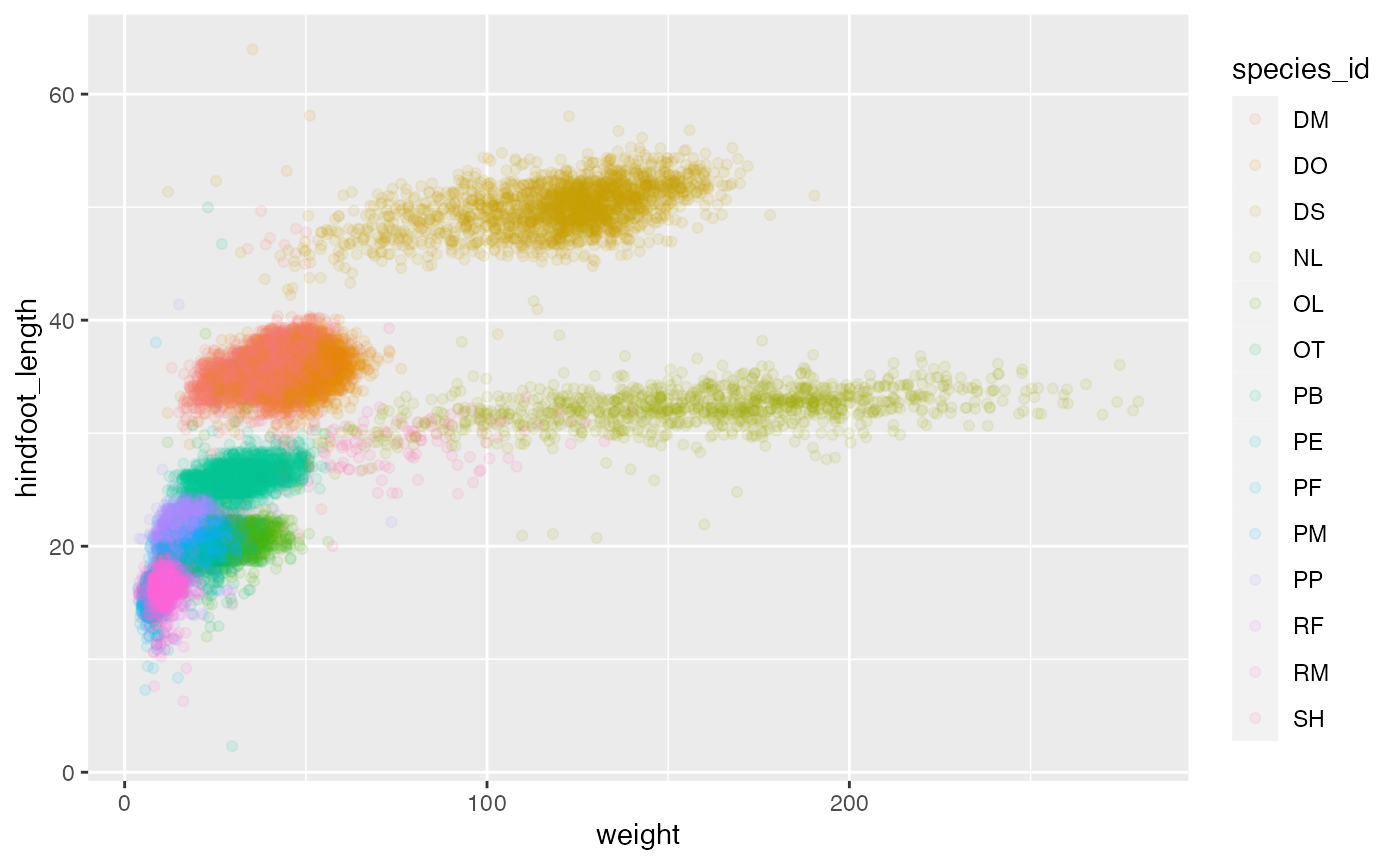 species_id
DM
DO
DS
NL
OL
OT
PB
PE
PF
PM
PP
RF
RM
SH
hindfoot_length
60
40
20
0
0 100 200
weight